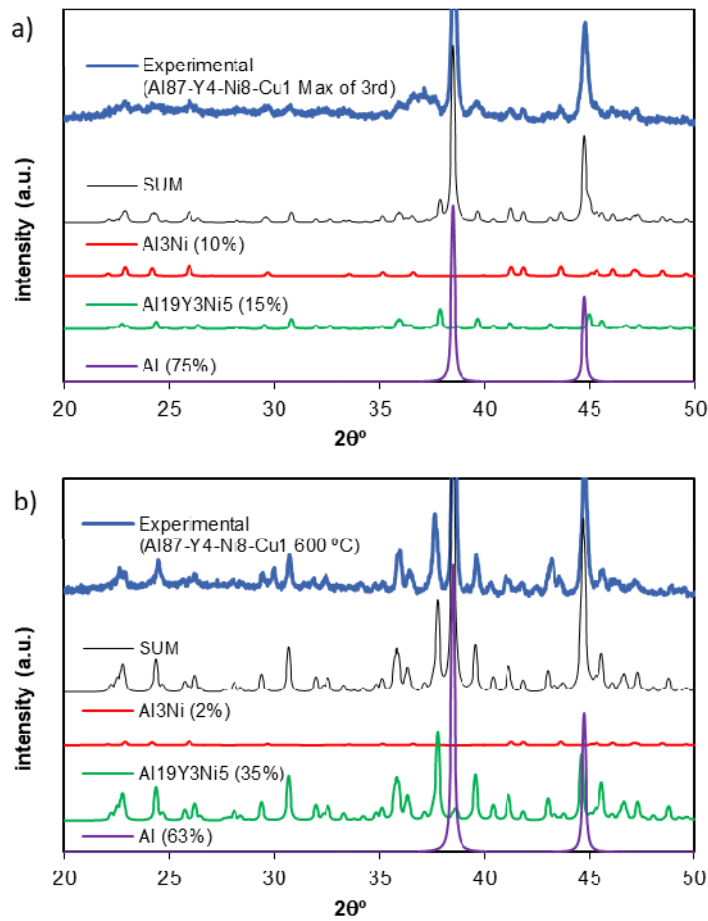 a)
Experimental
(Al87-Y4-Ni8-Cu1 Max of 3rd)
SUM
Al3Ni (10%)
Al19Y3Ni5 (15%)
Al (75%)
intensity (a.u.)
20 25 30 35 40 45 50
2θº
b)
Experimental
(Al87-Y4-Ni8-Cu1 600 ºC)
SUM
Al3Ni (2%)
Al19Y3Ni5 (35%)
Al (63%)
intensity (a.u.)
20 25 30 35 40 45 50
2θº